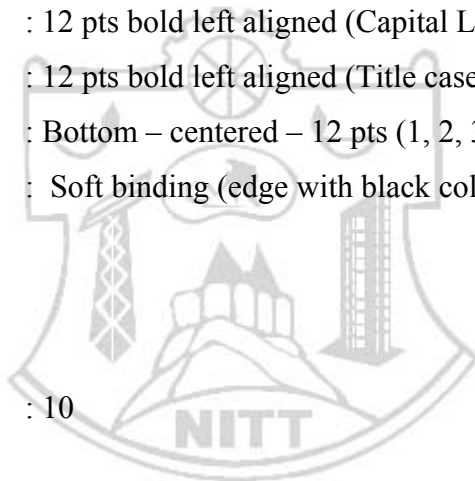 : 12 pts bold left aligned (Capital L
: 12 pts bold left aligned (Title case
: Bottom – centered – 12 pts (1, 2, 3
: Soft binding (edge with black col
: 10
NITT